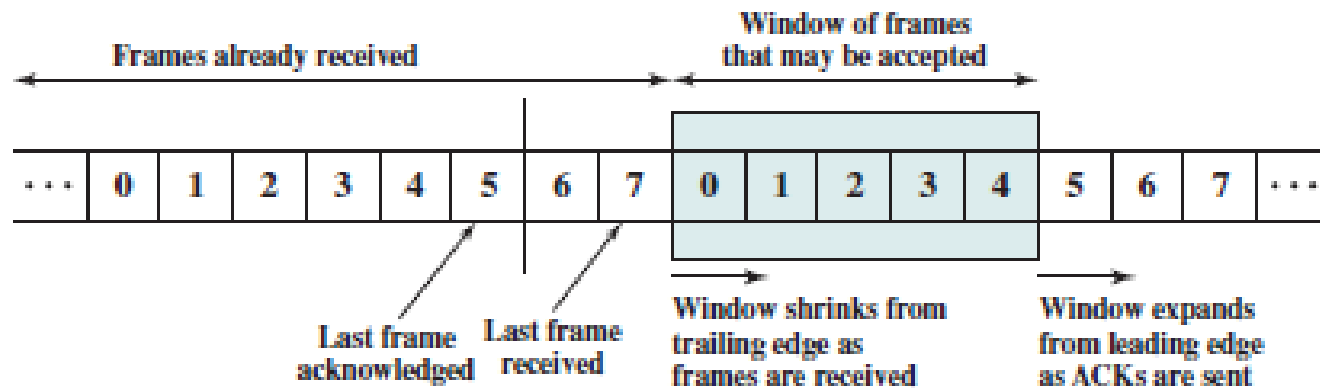 Frames already received
Window of frames
that may be accepted
··· 0 1 2 3 4 5 6 7 0 1 2 3 4 5 6 7 ···
Last frame
acknowledged
Last frame
received
Window shrinks from
trailing edge as
frames are received
Window expands
from leading edge
as ACKs are sent